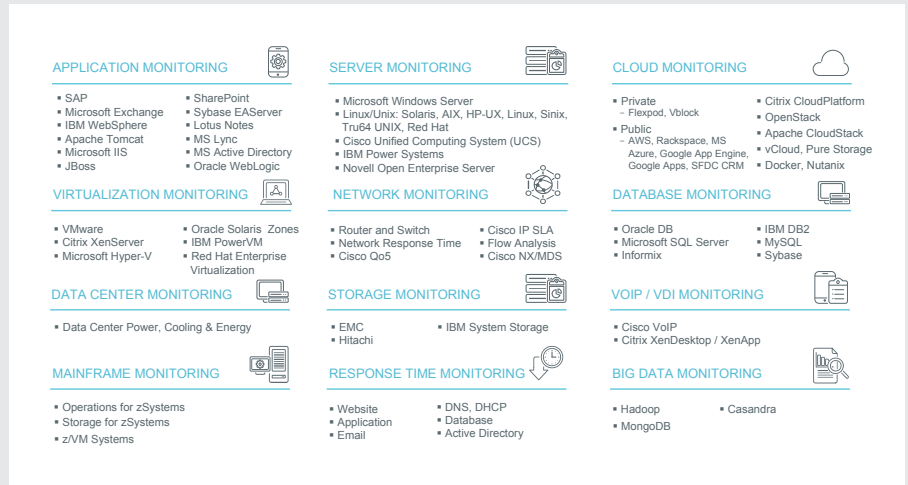 APPLICATION MONITORING
▪ SAP
▪ Microsoft Exchange
▪ IBM WebSphere
▪ Apache Tomcat
▪ Microsoft IIS
▪ JBoss
▪ SharePoint
▪ Sybase EAServer
▪ Lotus Notes
▪ MS Lync
▪ MS Active Directory
▪ Oracle WebLogic
SERVER MONITORING
▪ Microsoft Windows Server
▪ Linux/Unix: Solaris, AIX, HP-UX, Linux, Sinix,
Tru64 UNIX, Red Hat
▪ Cisco Unified Computing System (UCS)
▪ IBM Power Systems
▪ Novell Open Enterprise Server
CLOUD MONITORING
▪ Private
– Flexpod, Vblock
▪ Public
– AWS, Rackspace, MS
Azure, Google App Engine,
Google Apps, SFDC CRM
▪ Citrix CloudPlatform
▪ OpenStack
▪ Apache CloudStack
▪ vCloud, Pure Storage
▪ Docker, Nutanix
VIRTUALIZATION MONITORING
▪ VMware
▪ Citrix XenServer
▪ Microsoft Hyper-V
▪ Oracle Solaris Zones
▪ IBM PowerVM
▪ Red Hat Enterprise
Virtualization
NETWORK MONITORING
▪ Router and Switch
▪ Network Response Time
▪ Cisco Qo5
▪ Cisco IP SLA
▪ Flow Analysis
▪ Cisco NX/MDS
DATABASE MONITORING
▪ Oracle DB
▪ Microsoft SQL Server
▪ Informix
▪ IBM DB2
▪ MySQL
▪ Sybase
DATA CENTER MONITORING
▪ Data Center Power, Cooling & Energy
STORAGE MONITORING
▪ EMC
▪ Hitachi
▪ IBM System Storage
VOIP / VDI MONITORING
▪ Cisco VoIP
▪ Citrix XenDesktop / XenApp
MAINFRAME MONITORING
▪ Operations for zSystems
▪ Storage for zSystems
▪ z/VM Systems
RESPONSE TIME MONITORING
▪ Website
▪ Application
▪ Email
▪ DNS, DHCP
▪ Database
▪ Active Directory
BIG DATA MONITORING
▪ Hadoop
▪ MongoDB
▪ Casandra